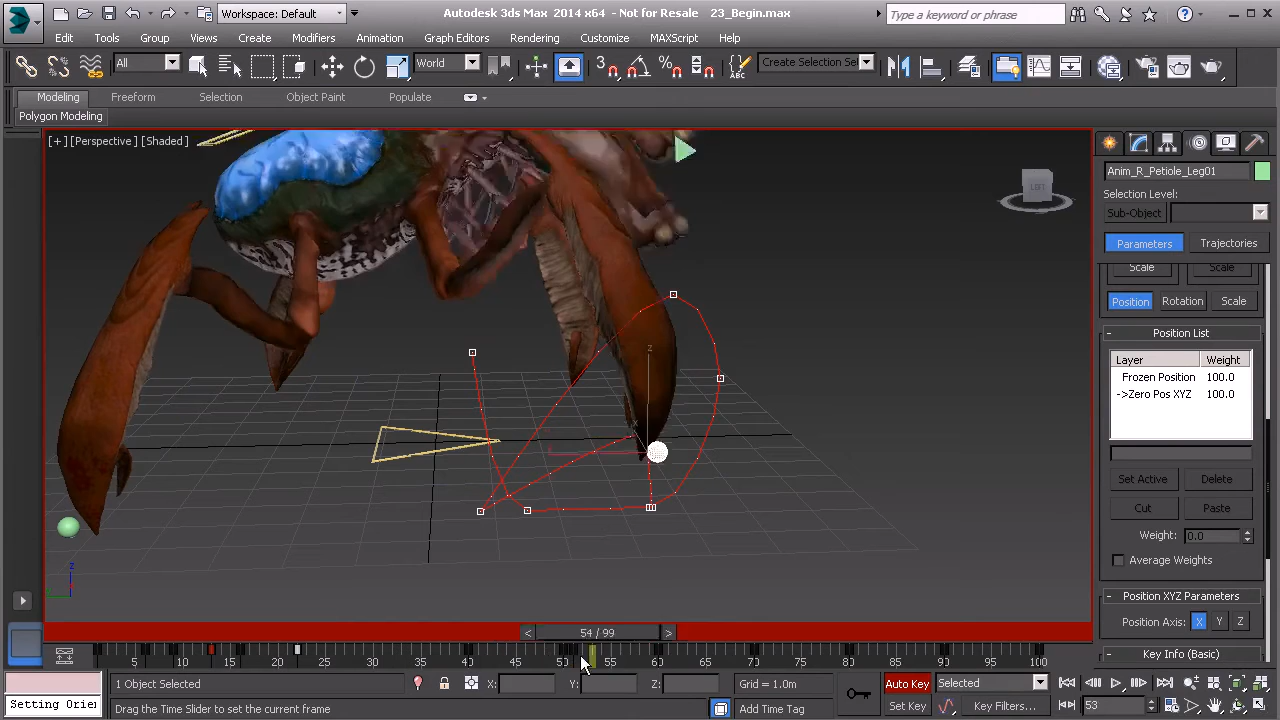 Workspace: Default
Autodesk 3ds Max 2014 x64 - Not for Resale 23_Begin.max
Type a keyword or phrase
Edit Tools Group Views Create Modifiers Animation Graph Editors Rendering Customize MAXScript Help
All
World
3
Create Selection Se
Modeling Freeform Selection Object Paint Populate
Polygon Modeling
[+] [Perspective ] [Shaded ]
LEFT
Anim_R_Petiole_Leg01
Selection Level:
Sub-Object
Parameters Trajectories
Scale Scale
Position Rotation Scale
- Position List
Layer Weight
Frozen Position 100.0
->Zero Pos XYZ 100.0
Set Active Delete
Cut Paste
Weight: 0.0
Average Weights
- Position XYZ Parameters
Position Axis: X Y Z
- Key Info (Basic)
z
z
< 54 / 99 >
0 5 10 15 20 25 30 35 40 45 50 55 60 65 70 75 80 85 90 95 100
1 Object Selected
X: Y: Z:
Grid = 1.0m
Auto Key Selected
Setting Orie
Drag the Time Slider to set the current frame
Add Time Tag
Set Key Key Filters...
53